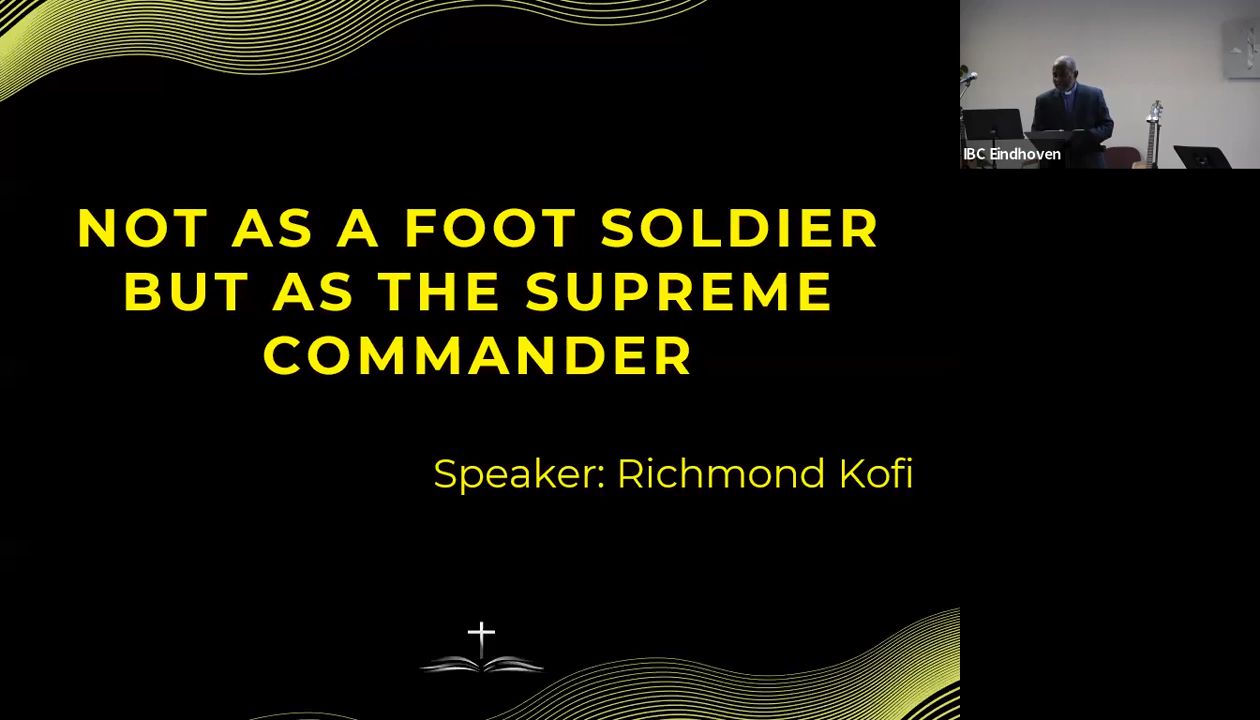 NOT AS A FOOT SOLDIER
BUT AS THE SUPREME
COMMANDER
Speaker: Richmond Kofi
IBC Eindhoven